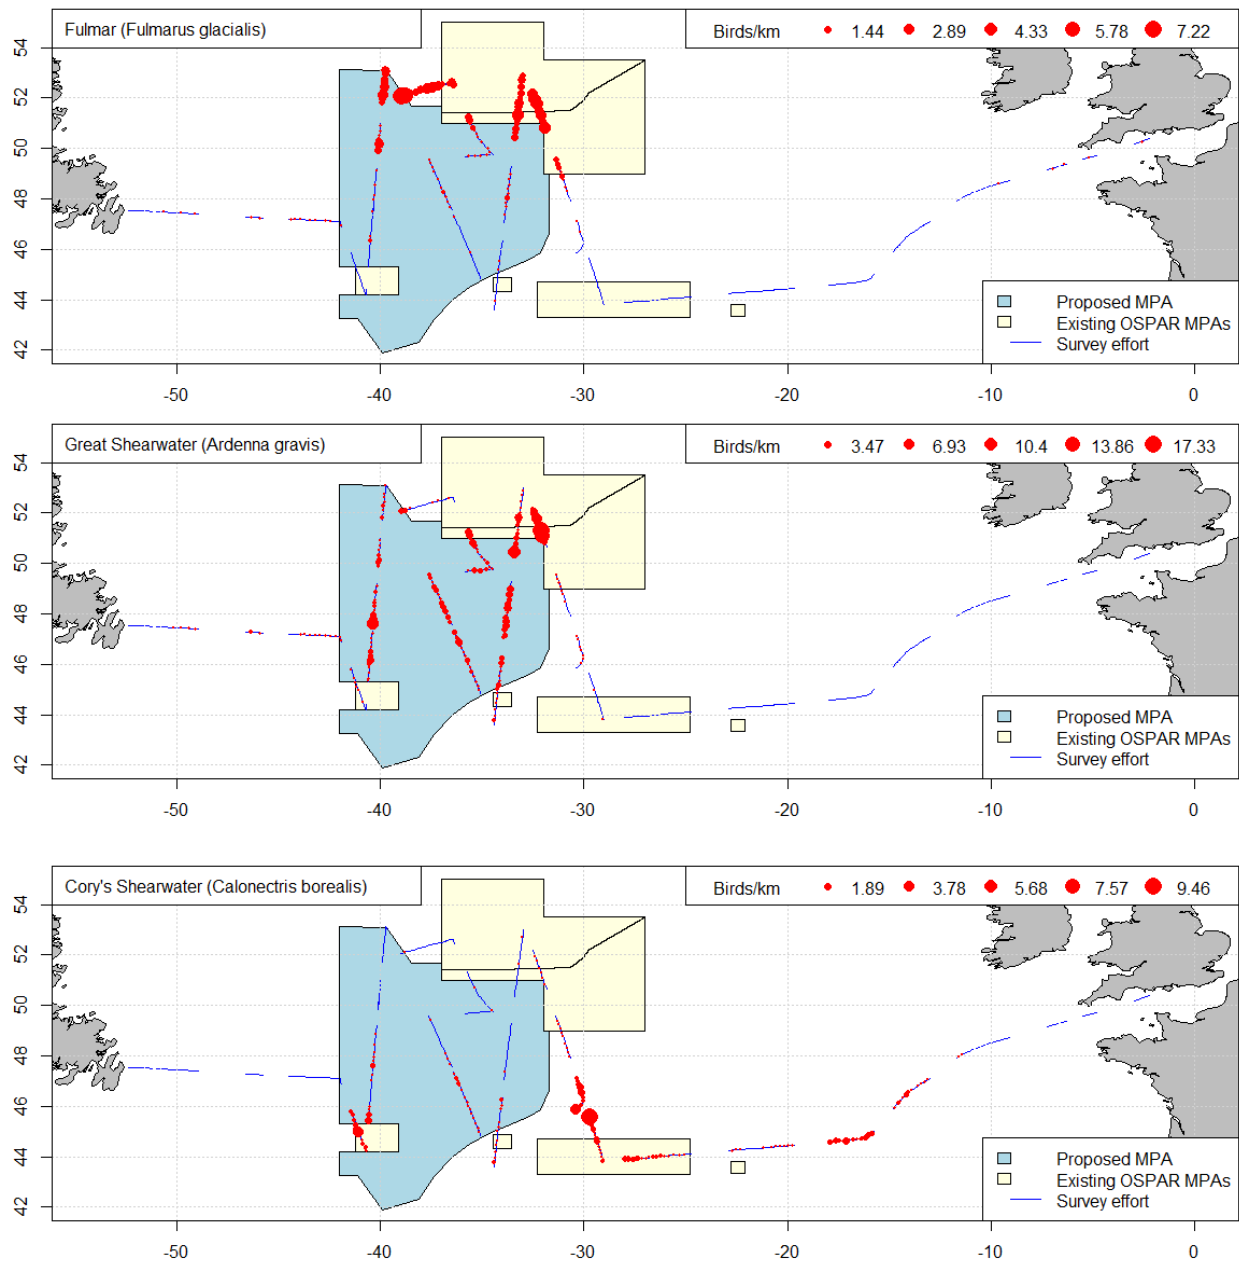 Fulmar (Fulmarus glacialis)
Birds/km 1.44 2.89 4.33 5.78 7.22
54
52
50
48
46
44
42
Proposed MPA
Existing OSPAR MPAs
Survey effort
-50 -40 -30 -20 -10 0
Great Shearwater (Ardenna gravis)
Birds/km 3.47 6.93 10.4 13.86 17.33
54
52
50
48
46
44
42
Proposed MPA
Existing OSPAR MPAs
Survey effort
-50 -40 -30 -20 -10 0
Cory's Shearwater (Calonectris borealis)
Birds/km 1.89 3.78 5.68 7.57 9.46
54
52
50
48
46
44
42
Proposed MPA
Existing OSPAR MPAs
Survey effort
-50 -40 -30 -20 -10 0